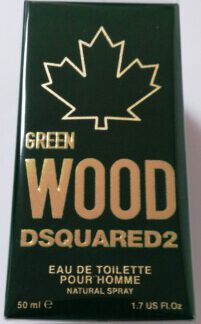 GREEN
WOOD
DSQUARED2
EAU DE TOILETTE
POUR HOMME
NATURAL SPRAY
50 ml e 1.7 US Fl.Oz